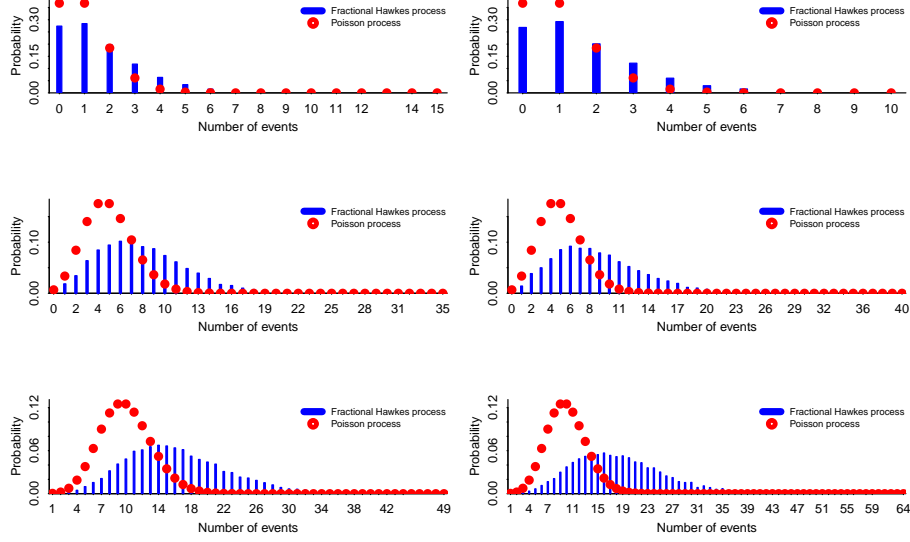 Probability
0.00 0.15 0.30
Fractional Hawkes process
Poisson process
0 1 2 3 4 5 6 7 8 9 10 11 12 14 15
Number of events
Probability
0.00 0.15 0.30
Fractional Hawkes process
Poisson process
0 1 2 3 4 5 6 7 8 9 10
Number of events
Probability
0.00 0.10
Fractional Hawkes process
Poisson process
0 2 4 6 8 10 13 16 19 22 25 28 31 35
Number of events
Probability
0.00 0.10
Fractional Hawkes process
Poisson process
0 2 4 6 8 11 14 17 20 23 26 29 32 36 40
Number of events
Probability
0.00 0.06 0.12
Fractional Hawkes process
Poisson process
1 4 7 10 14 18 22 26 30 34 38 42 49
Number of events
Probability
0.00 0.06 0.12
Fractional Hawkes process
Poisson process
1 4 7 11 15 19 23 27 31 35 39 43 47 51 55 59 64
Number of events